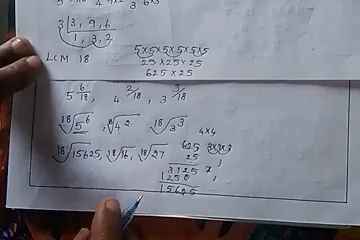 3 | 3, 9, 6
1, 3, 2
LCM 18
5×5×5×5×5×5
25×25×25
625×25
5^6/18, 4^2/18, 3^3/18
¹⁸√5⁶, ¹⁸√4², ¹⁸√3³
4×4
¹⁸√15625, ¹⁸√16, ¹⁸√27
625 3×3×3
25
3125
1250
15625